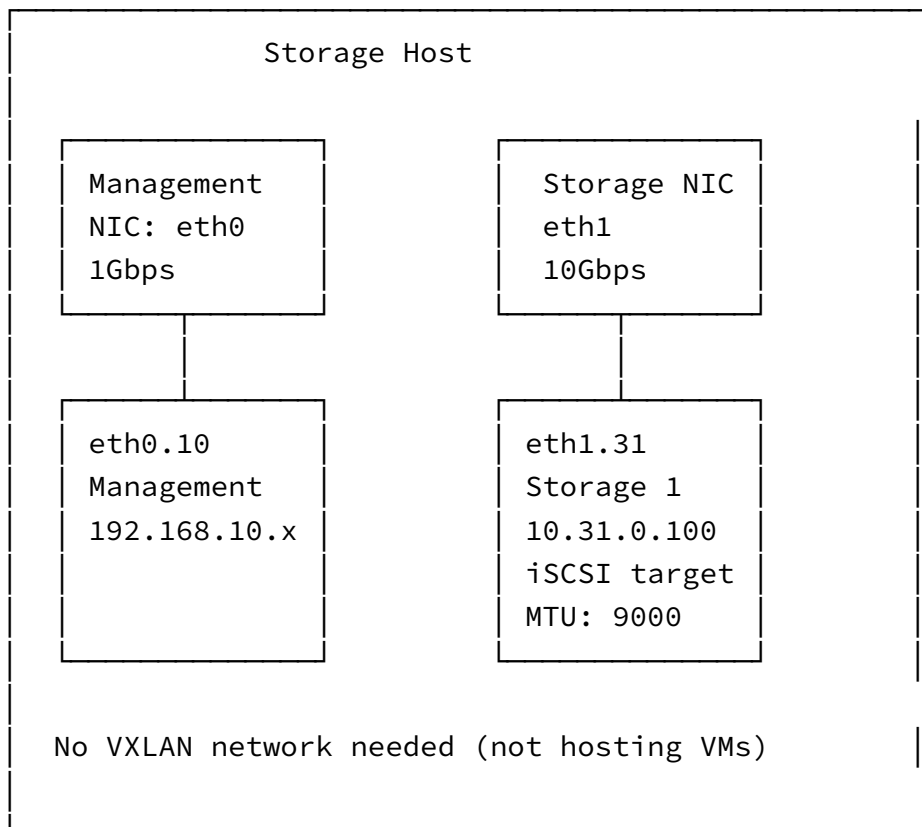 Storage Host
Management
NIC: eth0
1Gbps
Storage NIC
eth1
10Gbps
eth0.10
Management
192.168.10.x
eth1.31
Storage 1
10.31.0.100
iSCSI target
MTU: 9000
No VXLAN network needed (not hosting VMs)